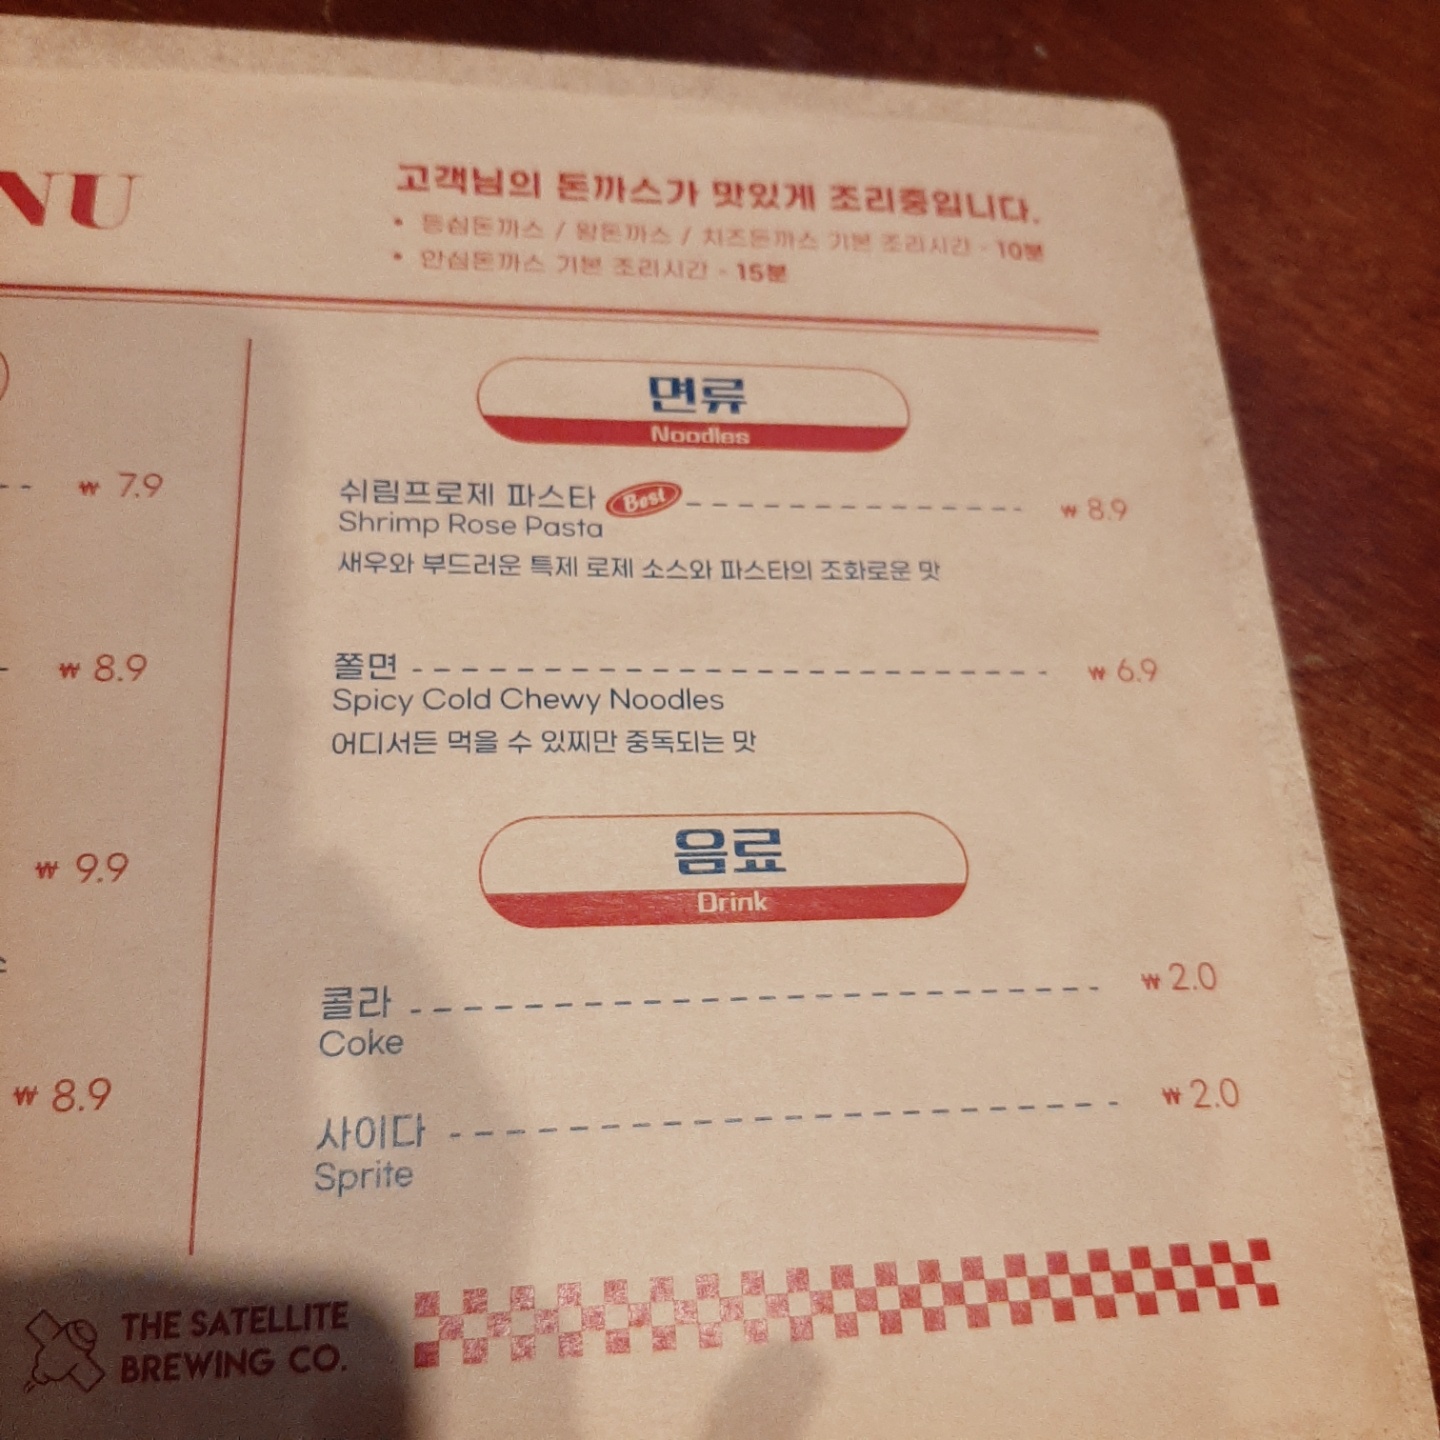 NU
고객님의 돈까스가 맛있게 조리중입니다.
• 등심돈까스 / 왕돈까스 / 치즈돈까스 기본 조리시간 - 10분
• 안심돈까스 기본 조리시간 - 15분
₩ 7.9
₩ 8.9
₩ 9.9
₩ 8.9
면류
Noodles
쉬림프로제 파스타 Best ₩ 8.9
Shrimp Rose Pasta
새우와 부드러운 특제 로제 소스와 파스타의 조화로운 맛
쫄면 ₩ 6.9
Spicy Cold Chewy Noodles
어디서든 먹을 수 있찌만 중독되는 맛
음료
Drink
콜라 ₩ 2.0
Coke
사이다 ₩ 2.0
Sprite
THE SATELLITE
BREWING CO.